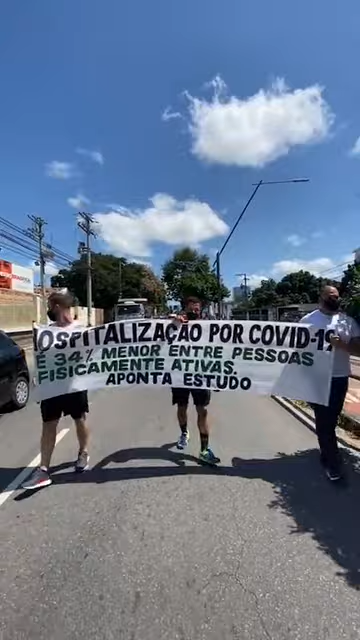 OSPITALIZAÇÃO POR COVID-19
É 34% MENOR ENTRE PESSOAS
FISICAMENTE ATIVAS.
APONTA ESTUDO